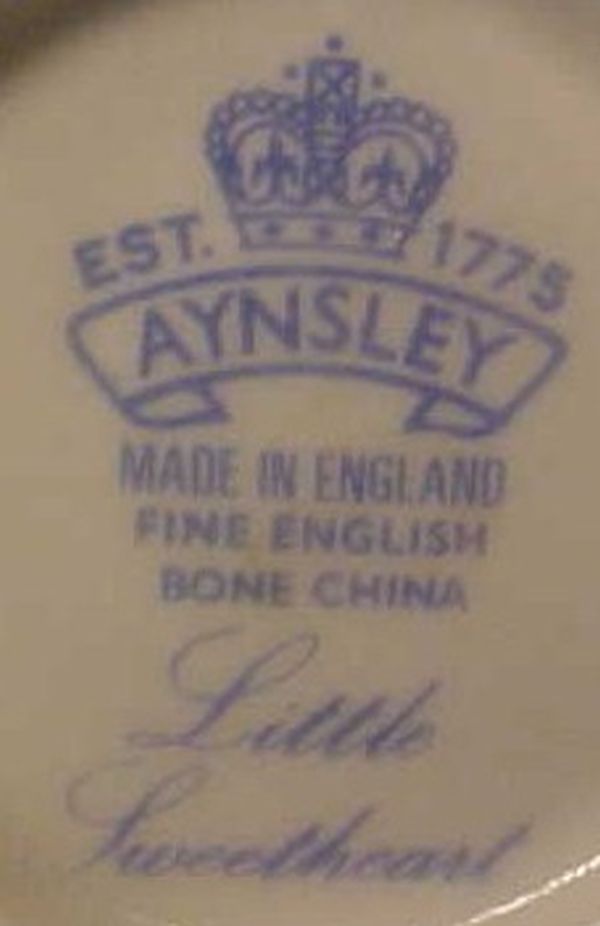 EST. 1775
AYNSLEY
MADE IN ENGLAND
FINE ENGLISH
BONE CHINA
Little
Sweetheart